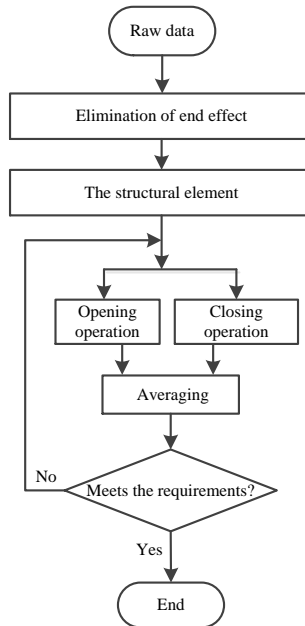 Raw data
Elimination of end effect
The structural element
Opening
operation
Closing
operation
Averaging
No
Meets the requirements?
Yes
End